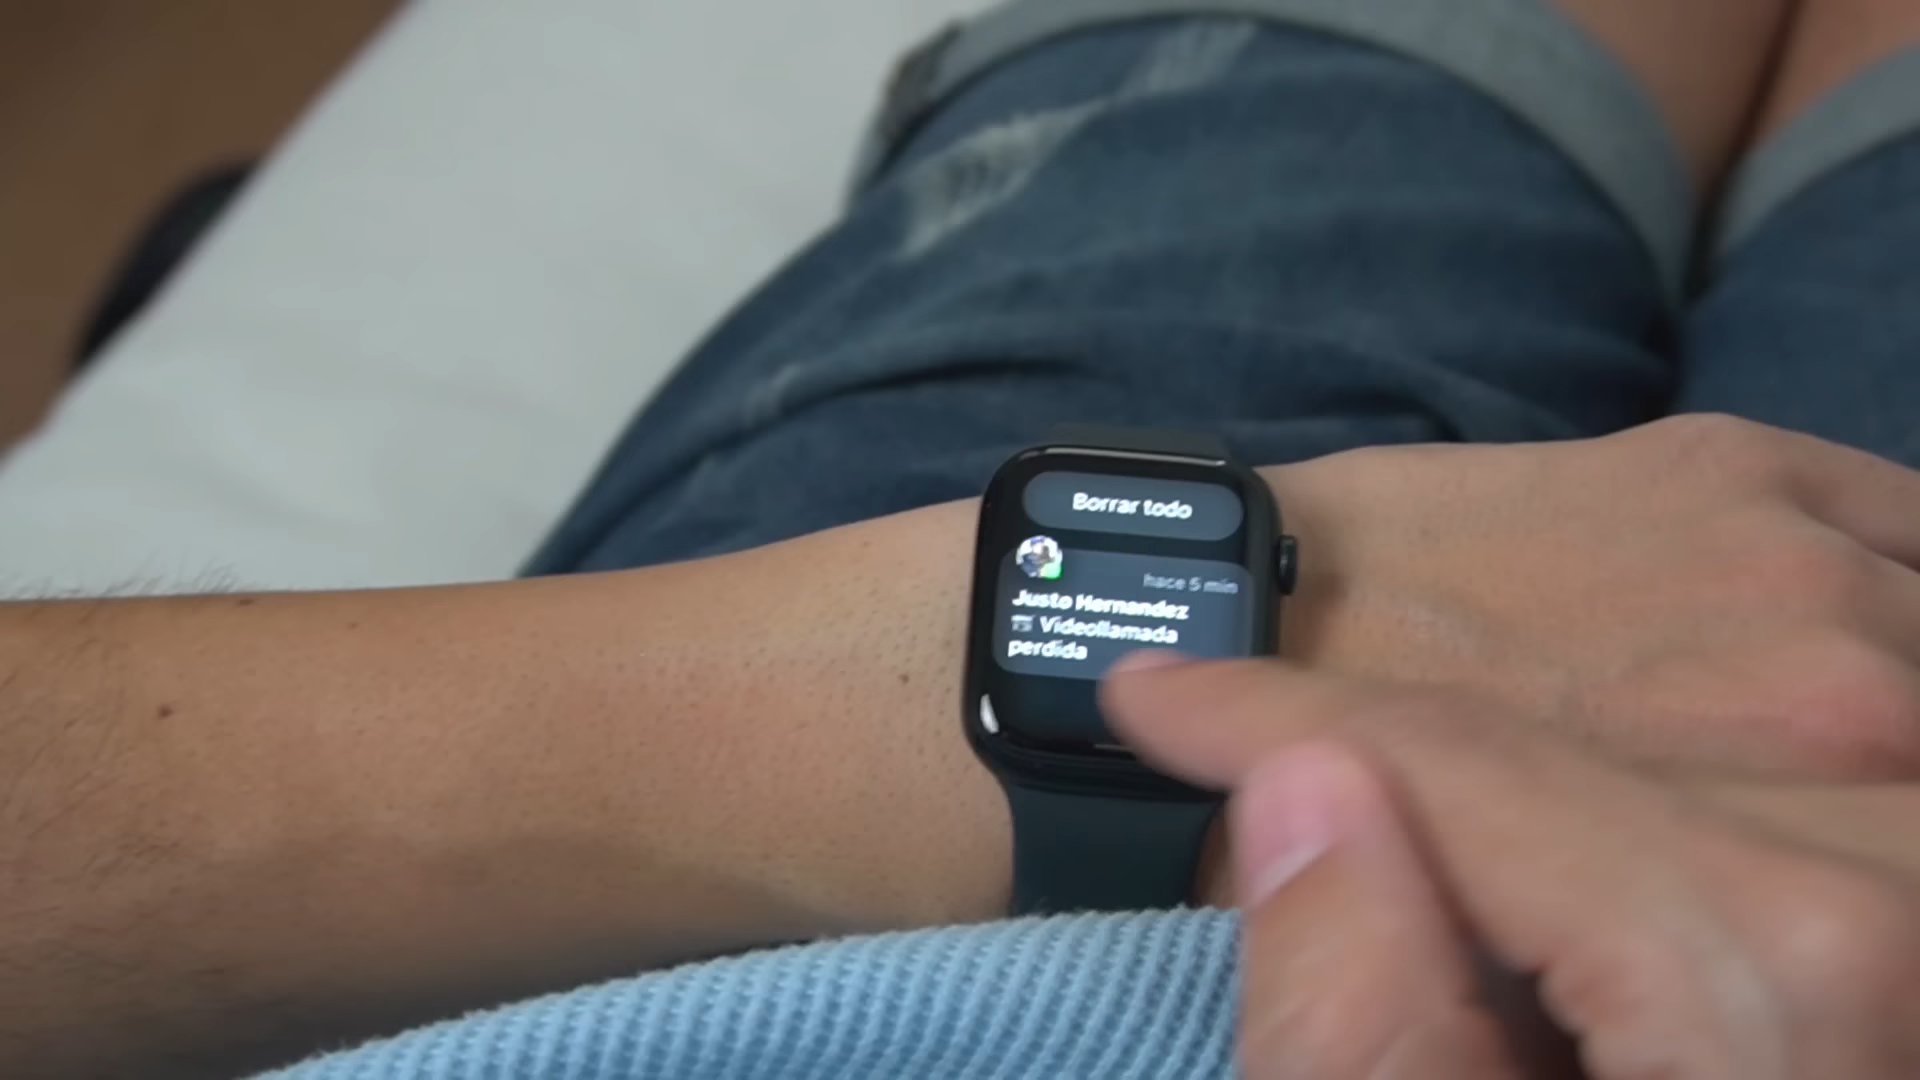 Borrar todo
hace 5 min
Justo Hernandez
Videollamada
perdida